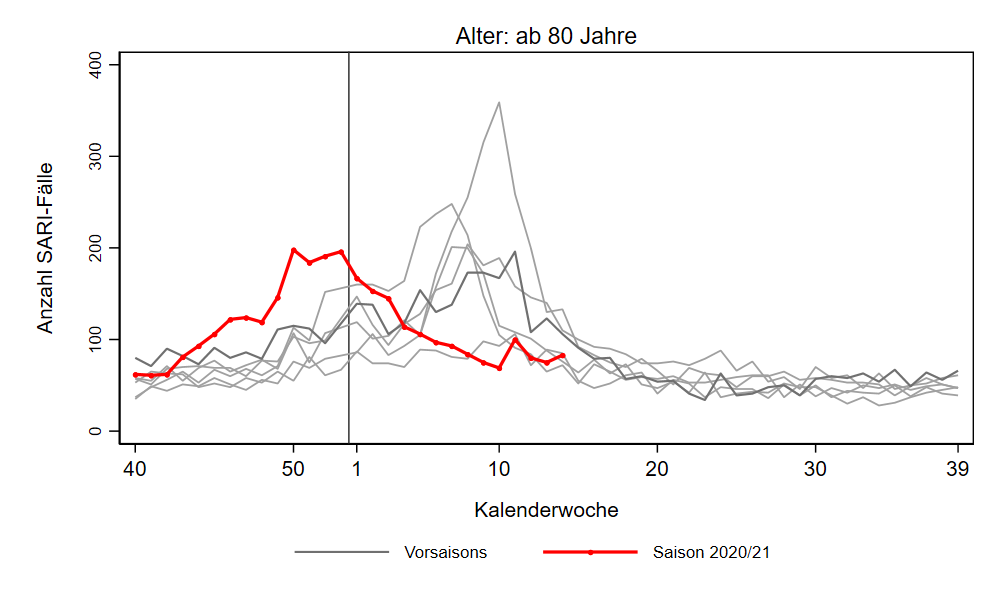 Alter: ab 80 Jahre
Anzahl SARI-Fälle
400
300
200
100
0
40 50 1 10 20 30 39
Kalenderwoche
Vorsaisons Saison 2020/21